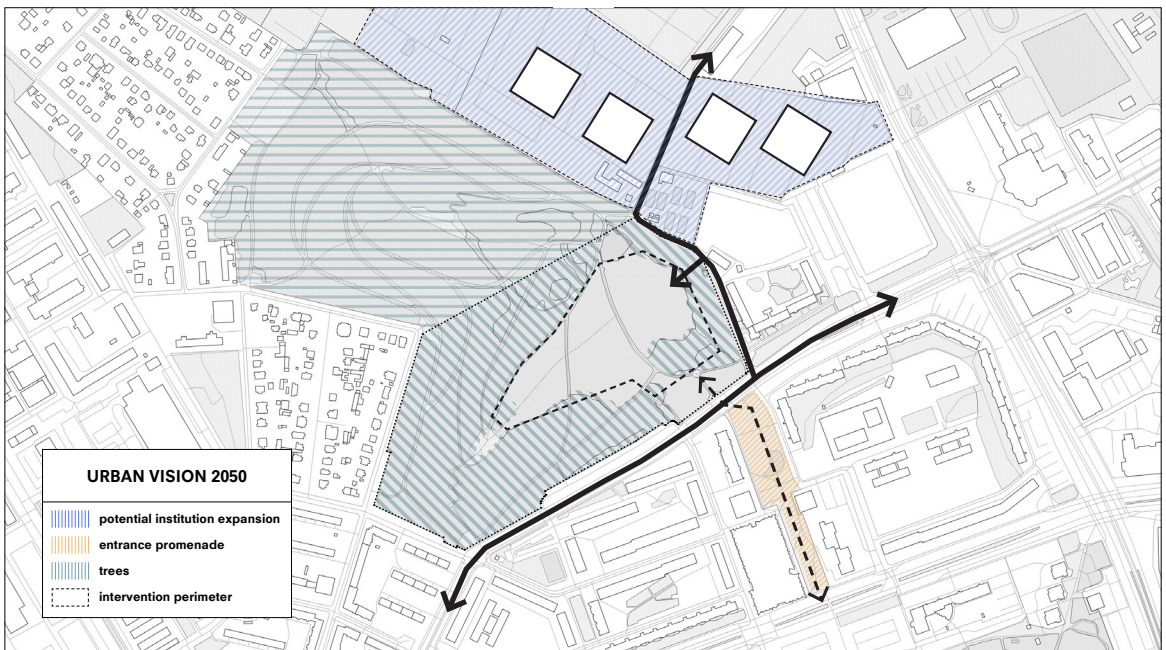 URBAN VISION 2050
potential institution expansion
entrance promenade
trees
intervention perimeter